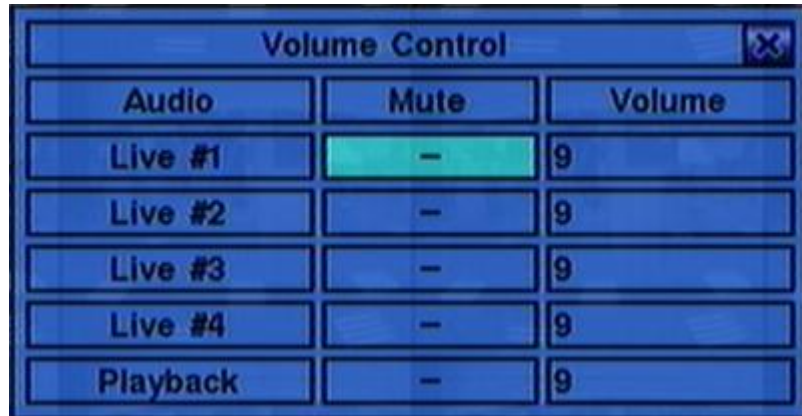 Volume Control X
Audio Mute Volume
Live #1 – 9
Live #2 – 9
Live #3 – 9
Live #4 – 9
Playback – 9